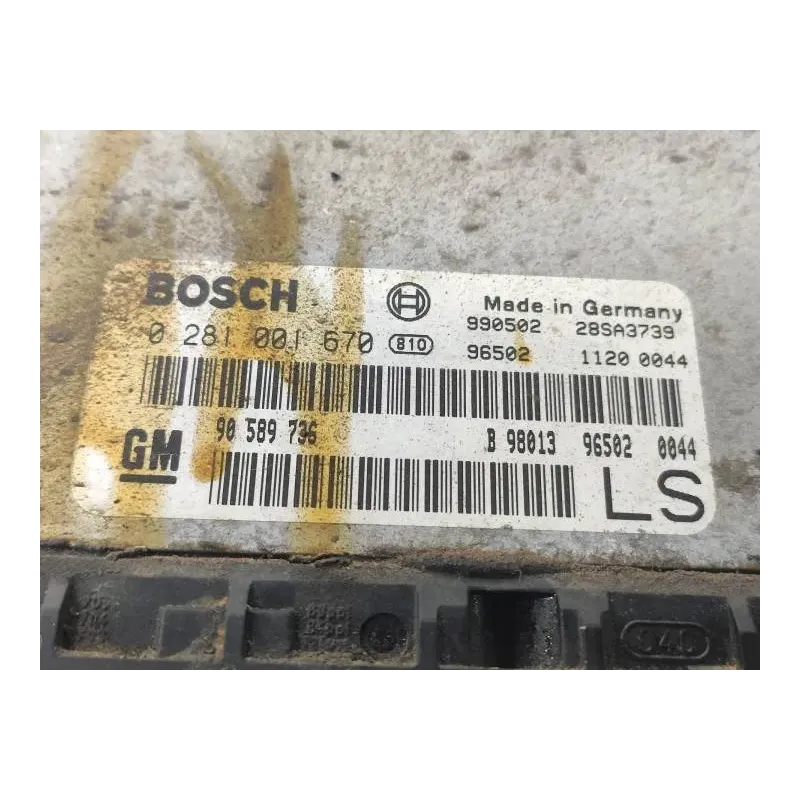 BOSCH Made in Germany
0 281 001 670 810 990502 28SA3739
96502 1120 0044
GM 90 589 736 B 98013 96502 0044
LS
040